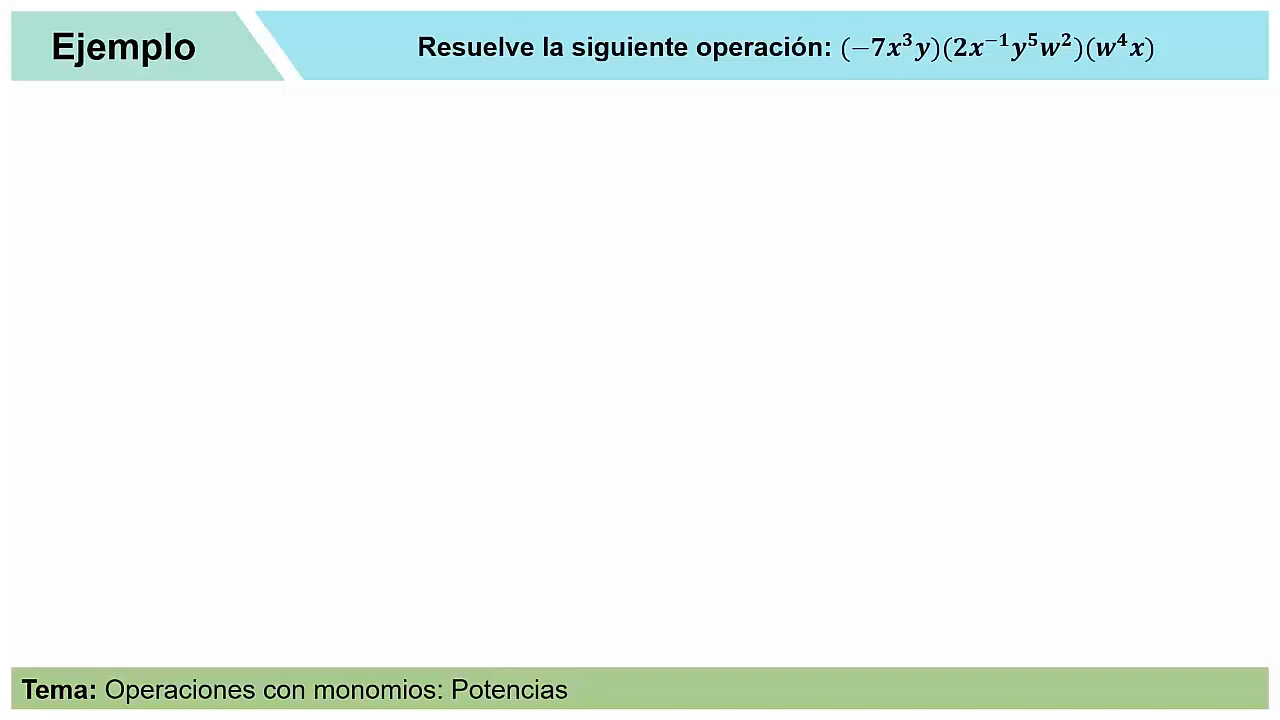 Ejemplo
Resuelve la siguiente operación: (−7x³y)(2x⁻¹y⁵w²)(w⁴x)
Tema: Operaciones con monomios: Potencias